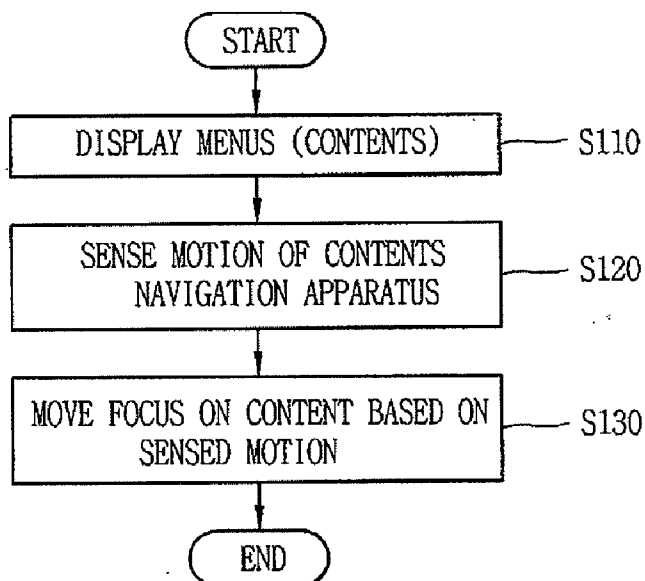 START
DISPLAY MENUS (CONTENTS)
S110
SENSE MOTION OF CONTENTS
NAVIGATION APPARATUS
S120
MOVE FOCUS ON CONTENT BASED ON
SENSED MOTION
S130
END